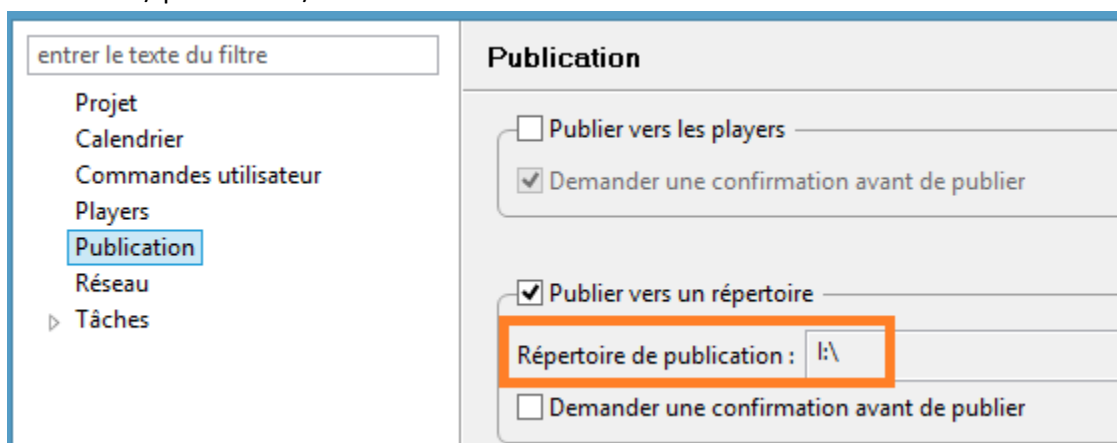 entrer le texte du filtre
Projet
Calendrier
Commandes utilisateur
Players
Publication
Réseau
Tâches
Publication
Publier vers les players
Demander une confirmation avant de publier
Publier vers un répertoire
Répertoire de publication : I:\
Demander une confirmation avant de publier